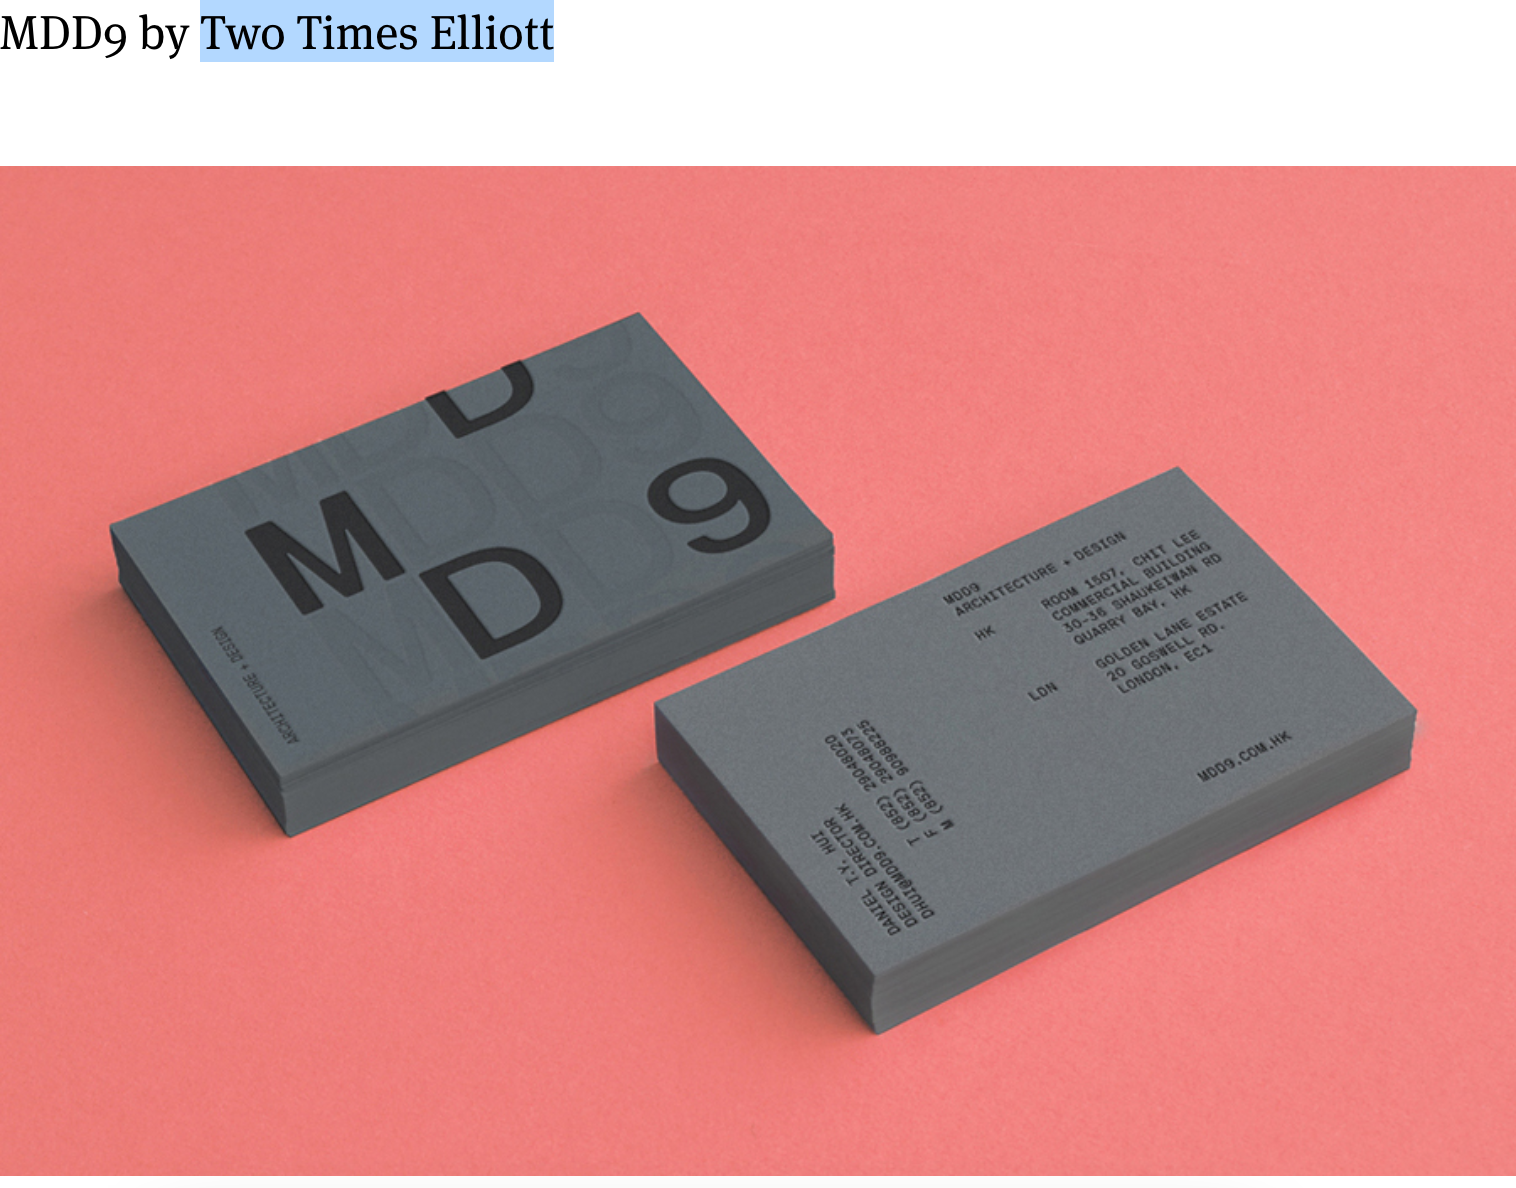 MDD9 by Two Times Elliott
D
M
9
D
ARCHITECTURE + DESIGN
MDD9
ARCHITECTURE + DESIGN
HK
ROOM 1507, CHIT LEE
COMMERCIAL BUILDING
30-36 SHAUKEIWAN RD
QUARRY BAY, HK
LDN
GOLDEN LANE ESTATE
20 GOSWELL RD.
LONDON, EC1
MDD9.COM.HK
DANIEL T.Y. HUI
DESIGN DIRECTOR
DHUI@MDD9.COM.HK
T (852) 29048020
F (852) 29048073
M (852) 90988225